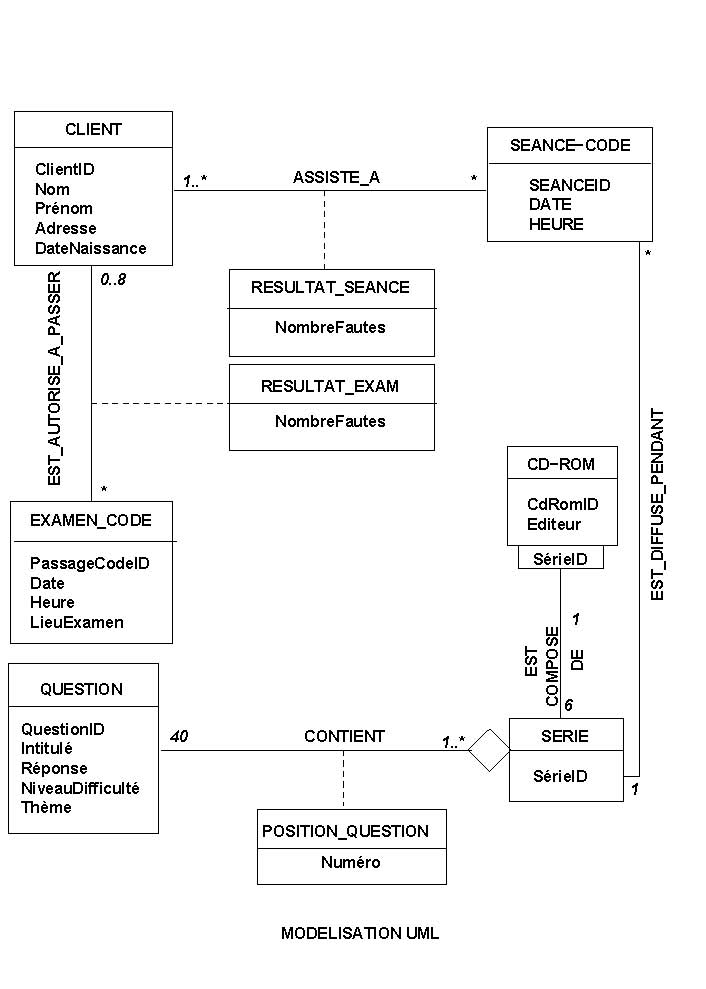 CLIENT
ClientID
Nom
Prénom
Adresse
DateNaissance
1..*
ASSISTE_A
*
SEANCE-CODE
SEANCEID
DATE
HEURE
*
0..8
EST_AUTORISE_A_PASSER
RESULTAT_SEANCE
NombreFautes
RESULTAT_EXAM
NombreFautes
*
EXAMEN_CODE
PassageCodeID
Date
Heure
LieuExamen
CD-ROM
CdRomID
Editeur
SérieID
EST_DIFFUSE_PENDANT
1
EST
COMPOSE
DE
6
QUESTION
QuestionID
Intitulé
Réponse
NiveauDifficulté
Thème
40
CONTIENT
1..*
SERIE
SérieID
1
POSITION_QUESTION
Numéro
MODELISATION UML